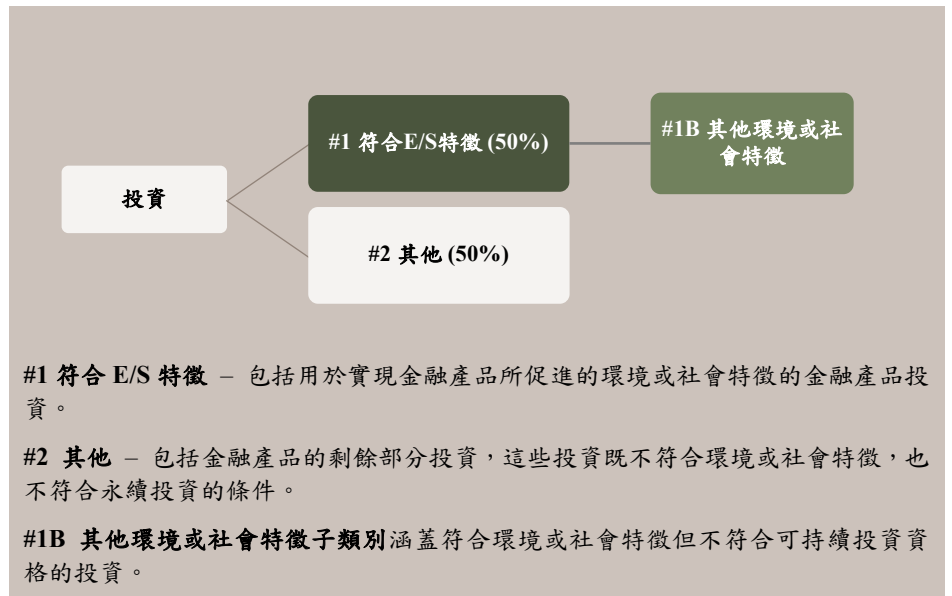 #1 符合E/S特徵 (50%)
#1B 其他環境或社
會特徵
投資
#2 其他 (50%)
#1 符合 E/S 特徵 – 包括用於實現金融產品所促進的環境或社會特徵的金融產品投
資。
#2 其他 – 包括金融產品的剩餘部分投資，這些投資既不符合環境或社會特徵，也
不符合永續投資的條件。
#1B 其他環境或社會特徵子類別涵蓋符合環境或社會特徵但不符合可持續投資資
格的投資。